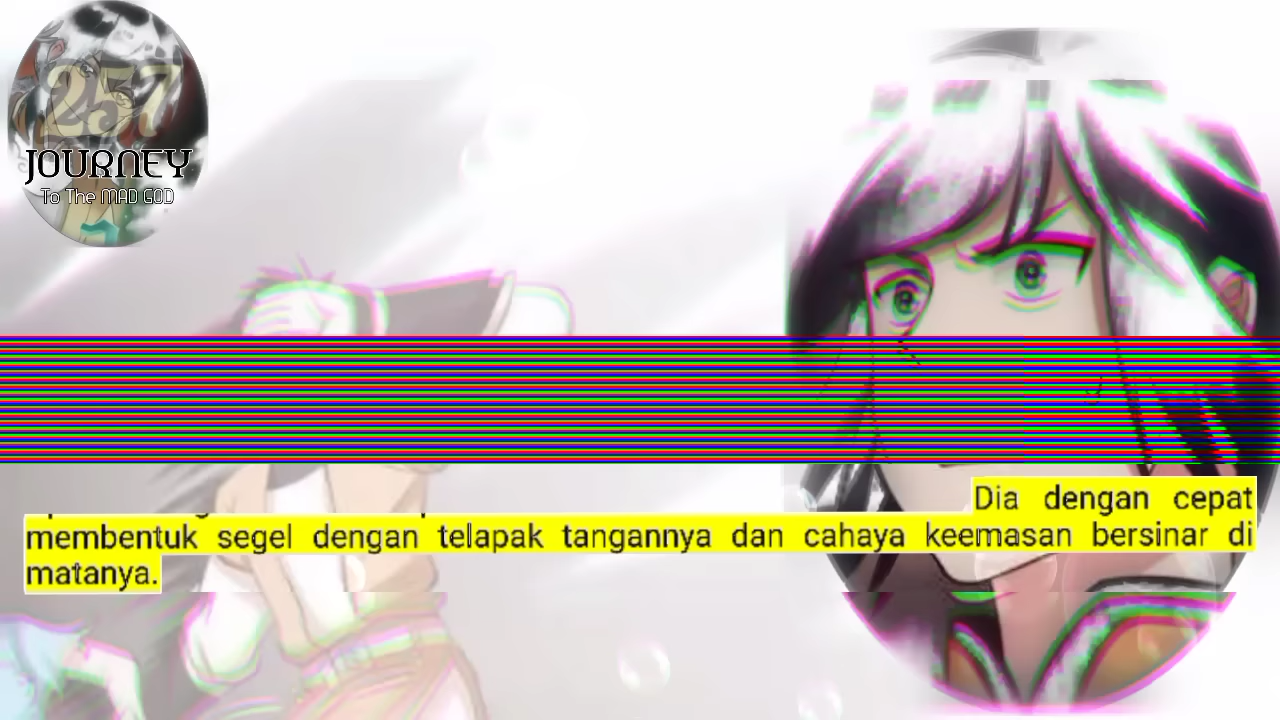 257
JOURNEY
To The MAD GOD
Dia dengan cepat
membentuk segel dengan telapak tangannya dan cahaya keemasan bersinar di
matanya.